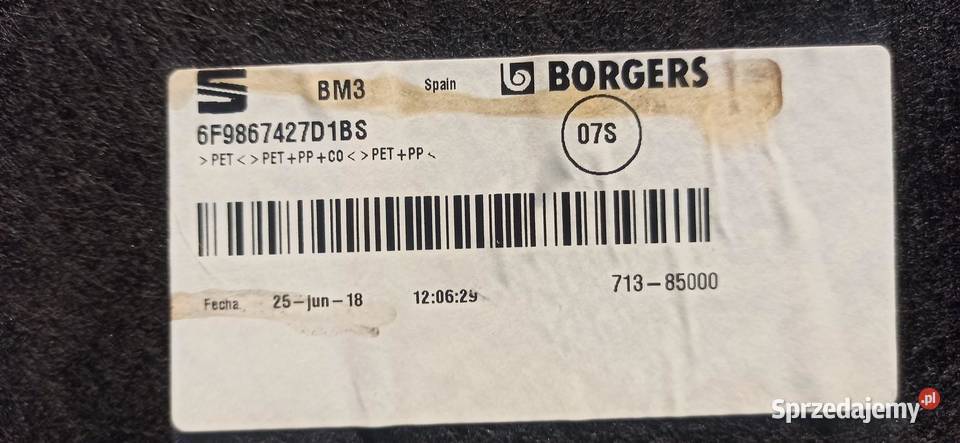 BM3 Spain BORGERS
6F9867427D1BS 07S
>PET<>PET+PP+CO<>PET+PP<
713-85000
Fecha 25-jun-18 12:06:29
Sprzedajemy.pl